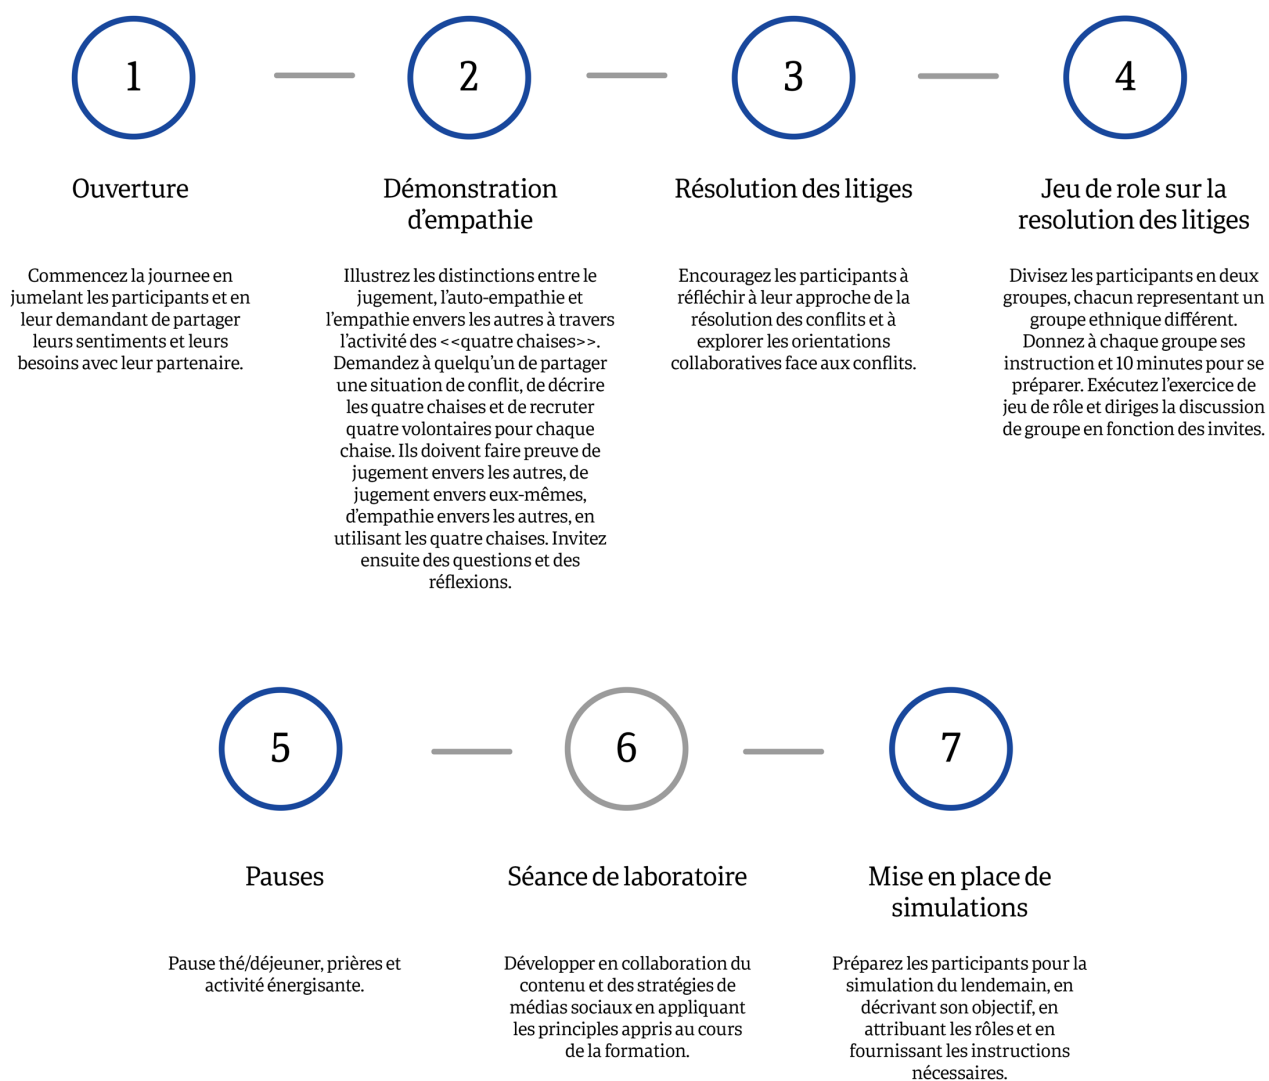 1
Ouverture
Commencez la journee en
jumelant les participants et en
leur demandant de partager
leurs sentiments et leurs
besoins avec leur partenaire.
2
Démonstration
d’empathie
Illustrez les distinctions entre le
jugement, l’auto-empathie et
l’empathie envers les autres à travers
l’activité des <<quatre chaises>>.
Demandez à quelqu’un de partager
une situation de conflit, de décrire
les quatre chaises et de recruter
quatre volontaires pour chaque
chaise. Ils doivent faire preuve de
jugement envers les autres, de
jugement envers eux-mêmes,
d’empathie envers les autres, en
utilisant les quatre chaises. Invitez
ensuite des questions et des
réflexions.
3
Résolution des litiges
Encouragez les participants à
réfléchir à leur approche de la
résolution des conflits et à
explorer les orientations
collaboratives face aux conflits.
4
Jeu de role sur la
resolution des litiges
Divisez les participants en deux
groupes, chacun representant un
groupe ethnique différent.
Donnez à chaque groupe ses
instruction et 10 minutes pour se
préparer. Exécutez l’exercice de
jeu de rôle et diriges la discussion
de groupe en fonction des invites.
5
Pauses
Pause thé/déjeuner, prières et
activité énergisante.
6
Séance de laboratoire
Développer en collaboration du
contenu et des stratégies de
médias sociaux en appliquant
les principles appris au cours
de la formation.
7
Mise en place de
simulations
Préparez les participants pour la
simulation du lendemain, en
décrivant son objectif, en
attribuant les rôles et en
fournissant les instructions
nécessaires.